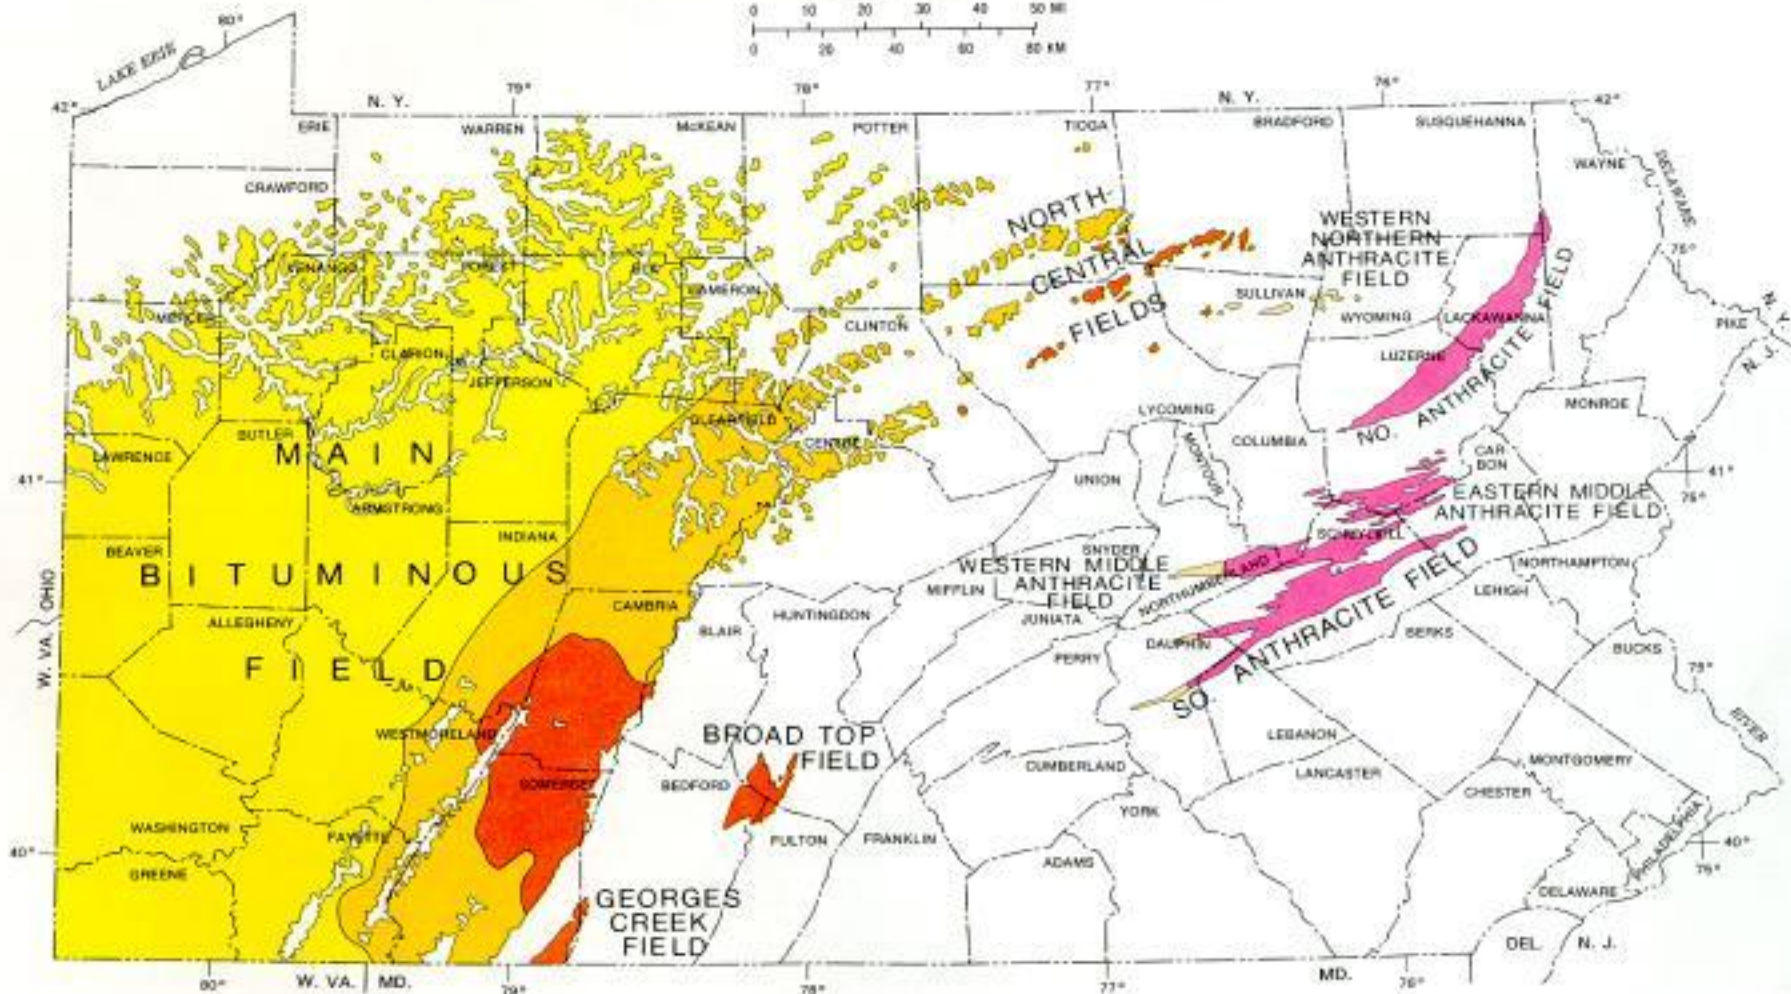 0 10 20 30 40 50 MI
0 20 40 60 80 KM
LAKE ERIE
80°
79°
78°
77°
76°
42°
N. Y.
N. Y.
42°
ERIE
WARREN
McKEAN
POTTER
TIOGA
BRADFORD
SUSQUEHANNA
WAYNE
DELAWARE
CRAWFORD
NORTH-
CENTRAL
FIELDS
WESTERN
NORTHERN
ANTHRACITE
FIELD
75°
VENANGO
FOREST
ELK
CAMERON
SULLIVAN
MERCER
CLINTON
WYOMING
LACKAWANNA
PIKE
N. Y.
N. J.
CLARION
JEFFERSON
LUZERNE
NO. ANTHRACITE FIELD
CLEARFIELD
LYCOMING
MONROE
BUTLER
CENTRE
COLUMBIA
MONTOUR
LAWRENCE
MAIN
41°
UNION
CAR
BON
41°
75°
ARMSTRONG
EASTERN MIDDLE
ANTHRACITE FIELD
INDIANA
SCHUYLKILL
BEAVER
SNYDER
BITUMINOUS
WESTERN MIDDLE
ANTHRACITE
FIELD
NORTHUMBERLAND
NORTHAMPTON
OHIO
W. VA.
CAMBRIA
HUNTINGDON
MIFFLIN
LEHIGH
ALLEGHENY
BLAIR
JUNIATA
DAUPHIN
BERKS
BUCKS
FIELD
PERRY
SO. ANTHRACITE FIELD
75°
RIVER
WESTMORELAND
BROAD TOP
FIELD
LEBANON
SOMERSET
BEDFORD
CUMBERLAND
LANCASTER
MONTGOMERY
CHESTER
YORK
WASHINGTON
FAYETTE
FULTON
FRANKLIN
PHILADELPHIA
40°
40°
75°
GREENE
ADAMS
DELAWARE
GEORGES
CREEK
FIELD
DEL.
N. J.
80°
W. VA.
MD.
79°
78°
77°
MD.
76°